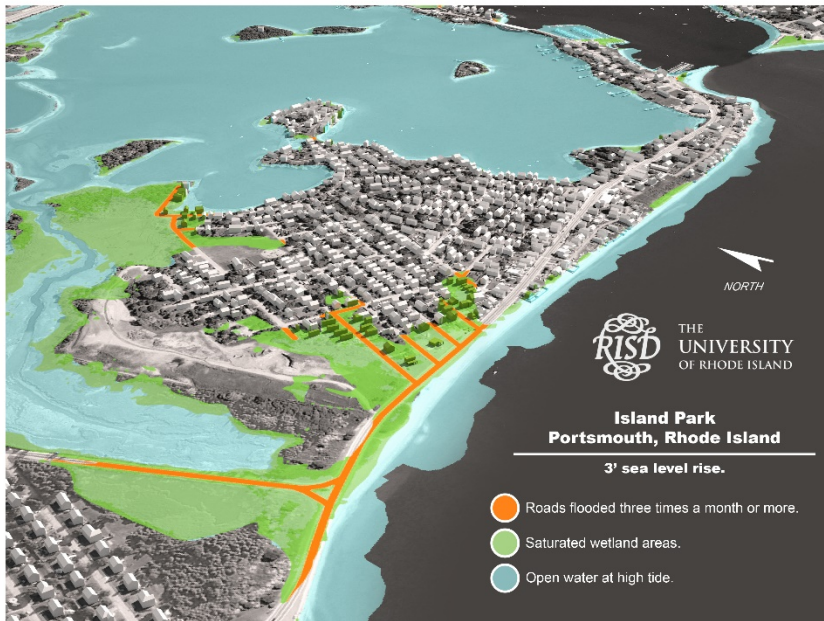 NORTH
RISD
THE
UNIVERSITY
OF RHODE ISLAND
Island Park
Portsmouth, Rhode Island
3' sea level rise.
Roads flooded three times a month or more.
Saturated wetland areas.
Open water at high tide.